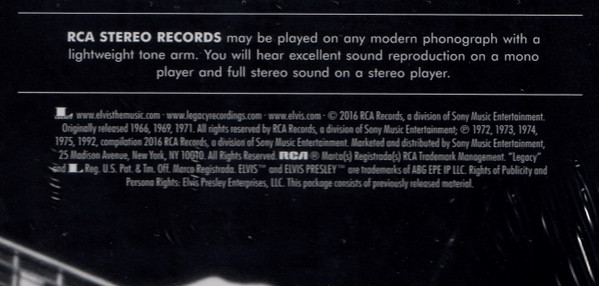 RCA STEREO RECORDS may be played on any modern phonograph with a
lightweight tone arm. You will hear excellent sound reproduction on a mono
player and full stereo sound on a stereo player.
L www.elvisthemusic.com · www.legacyrecordings.com · www.elvis.com · © 2016 RCA Records, a division of Sony Music Entertainment.
Originally released 1966, 1969, 1971. All rights reserved by RCA Records, a division of Sony Music Entertainment; ℗ 1972, 1973, 1974,
1975, 1992, compilation 2016 RCA Records, a division of Sony Music Entertainment. Marketed and distributed by Sony Music Entertainment,
25 Madison Avenue, New York, NY 10010. All Rights Reserved. RCA ® Marca(s) Registrada(s) RCA Trademark Management. "Legacy"
and L Reg. U.S. Pat. & Tm. Off. Marca Registrada. ELVIS™ and ELVIS PRESLEY™ are trademarks of ABG EPE IP LLC. Rights of Publicity and
Persona Rights: Elvis Presley Enterprises, LLC. This package consists of previously released material.